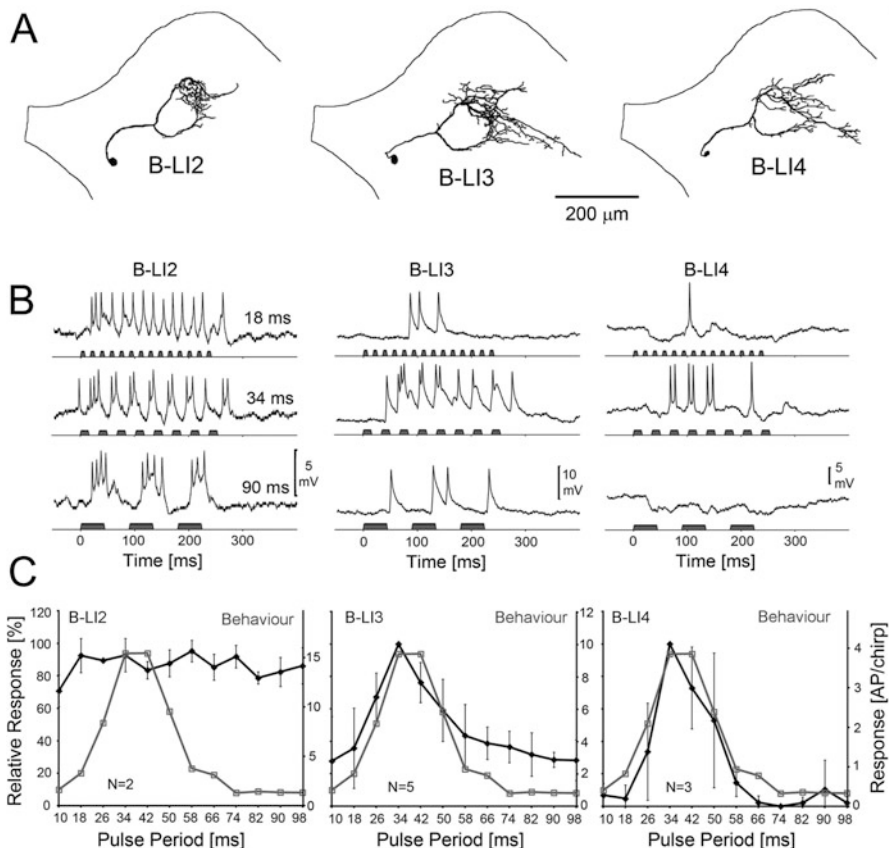 A
B-LI2
B-LI3
B-LI4
200 μm
B
B-LI2
B-LI3
B-LI4
18 ms
34 ms
90 ms
5 mV
10 mV
5 mV
0 100 200 300
0 100 200 300
0 100 200 300
Time [ms]
Time [ms]
Time [ms]
C
B-LI2 Behaviour
B-LI3 Behaviour
B-LI4 Behaviour
Relative Response [%]
120
100
80
60
40
20
0
15
10
5
0
12
10
8
6
4
2
0
4
3
2
1
0
Response [AP/chirp]
N=2
N=5
N=3
10 18 26 34 42 50 58 66 74 82 90 98
10 18 26 34 42 50 58 66 74 82 90 98
10 18 26 34 42 50 58 66 74 82 90 98
Pulse Period [ms]
Pulse Period [ms]
Pulse Period [ms]